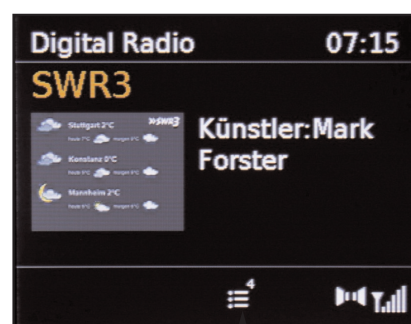 Digital Radio 07:15
SWR3
SWR3
Stuttgart 2°C
Künstler:Mark
Forster
Konstanz 0°C
Mannheim 2°C
4